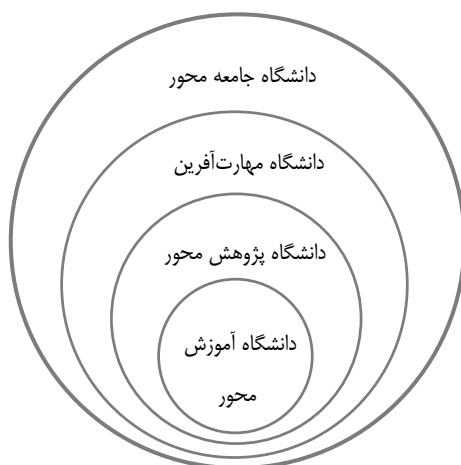 دانشگاه جامعه محور
دانشگاه مهارت‌آفرین
دانشگاه پژوهش محور
دانشگاه آموزش
محور